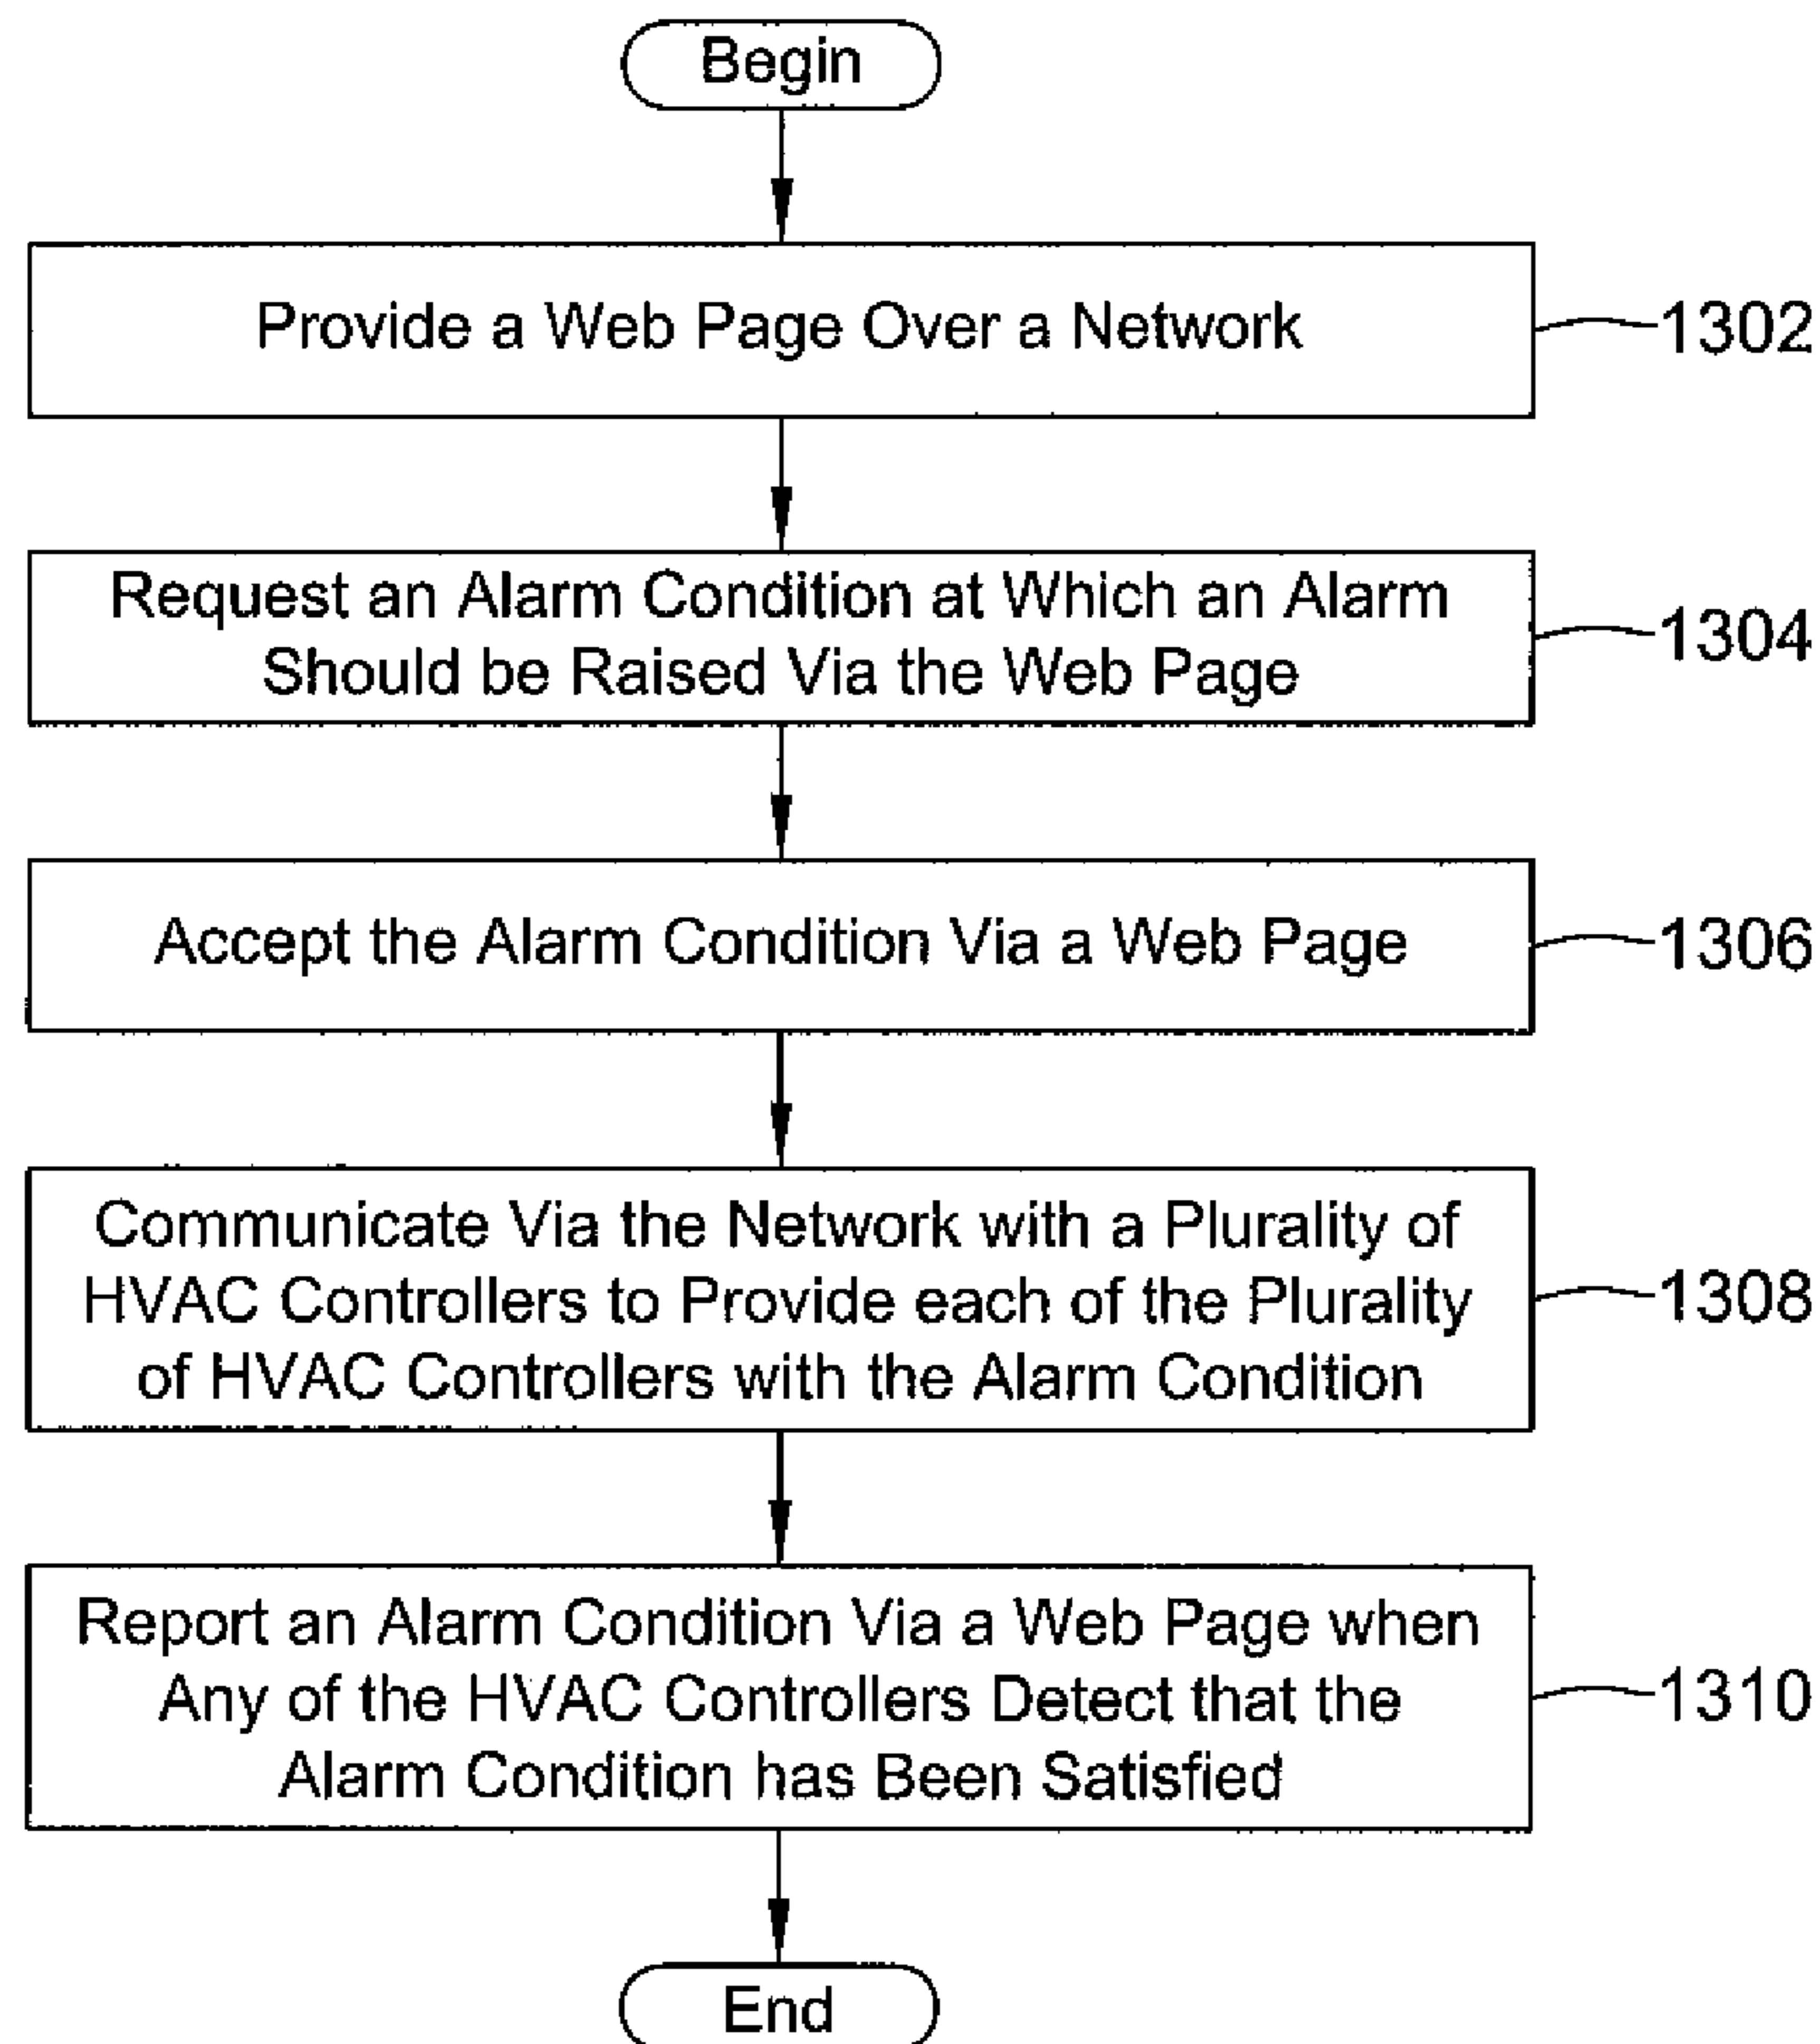 Begin
Provide a Web Page Over a Network
1302
Request an Alarm Condition at Which an Alarm
Should be Raised Via the Web Page
1304
Accept the Alarm Condition Via a Web Page
1306
Communicate Via the Network with a Plurality of
HVAC Controllers to Provide each of the Plurality
of HVAC Controllers with the Alarm Condition
1308
Report an Alarm Condition Via a Web Page when
Any of the HVAC Controllers Detect that the
Alarm Condition has Been Satisfied
1310
End